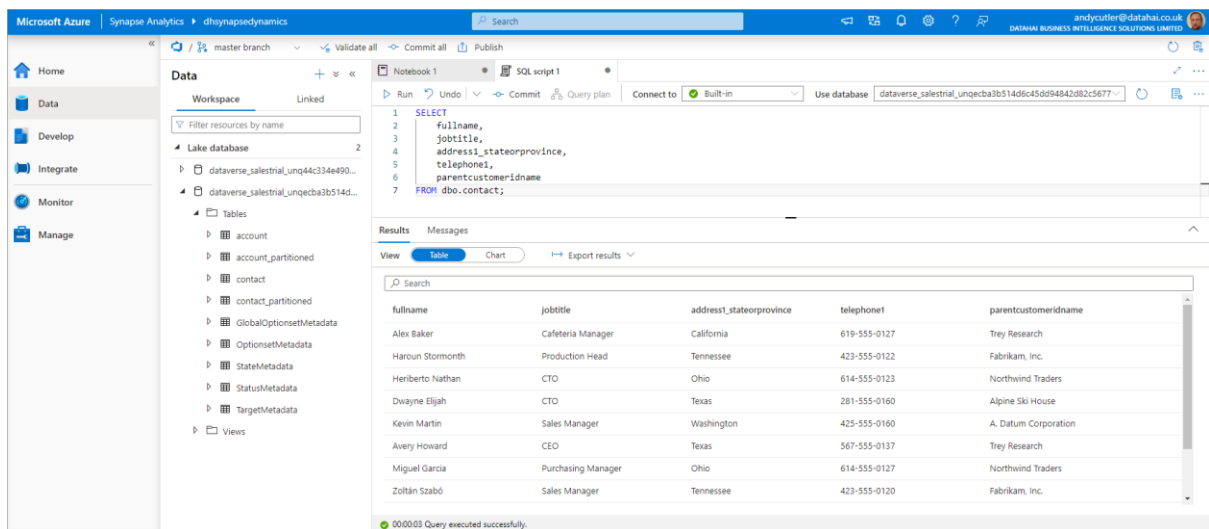 Microsoft Azure Synapse Analytics dhsynapsedynamics Search ? andycutler@datahai.co.uk
DATAHAI BUSINESS INTELLIGENCE SOLUTIONS LIMITED
« / master branch Validate all Commit all Publish
Home
Data
Develop
Integrate
Monitor
Manage
Data + «
Workspace Linked
Filter resources by name
Lake database 2
dataverse_salestrial_unq44c334e490...
dataverse_salestrial_unqecba3b514d...
Tables
account
account_partitioned
contact
contact_partitioned
GlobalOptionsetMetadata
OptionsetMetadata
StateMetadata
StatusMetadata
TargetMetadata
Views
Notebook 1 SQL script 1
Run Undo Commit Query plan Connect to Built-in Use database dataverse_salestrial_unqecba3b514d6c45dd94842d82c5677
1 SELECT
2 fullname,
3 jobtitle,
4 address1_stateorprovince,
5 telephone1,
6 parentcustomeridname
7 FROM dbo.contact;
Results Messages
View Table Chart Export results
Search
fullname jobtitle address1_stateorprovince telephone1 parentcustomeridname
Alex Baker Cafeteria Manager California 619-555-0127 Trey Research
Haroun Stormonth Production Head Tennessee 423-555-0122 Fabrikam, Inc.
Heriberto Nathan CTO Ohio 614-555-0123 Northwind Traders
Dwayne Elijah CTO Texas 281-555-0160 Alpine Ski House
Kevin Martin Sales Manager Washington 425-555-0160 A. Datum Corporation
Avery Howard CEO Texas 567-555-0137 Trey Research
Miguel Garcia Purchasing Manager Ohio 614-555-0127 Northwind Traders
Zoltán Szabó Sales Manager Tennessee 423-555-0120 Fabrikam, Inc.
00:00:03 Query executed successfully.